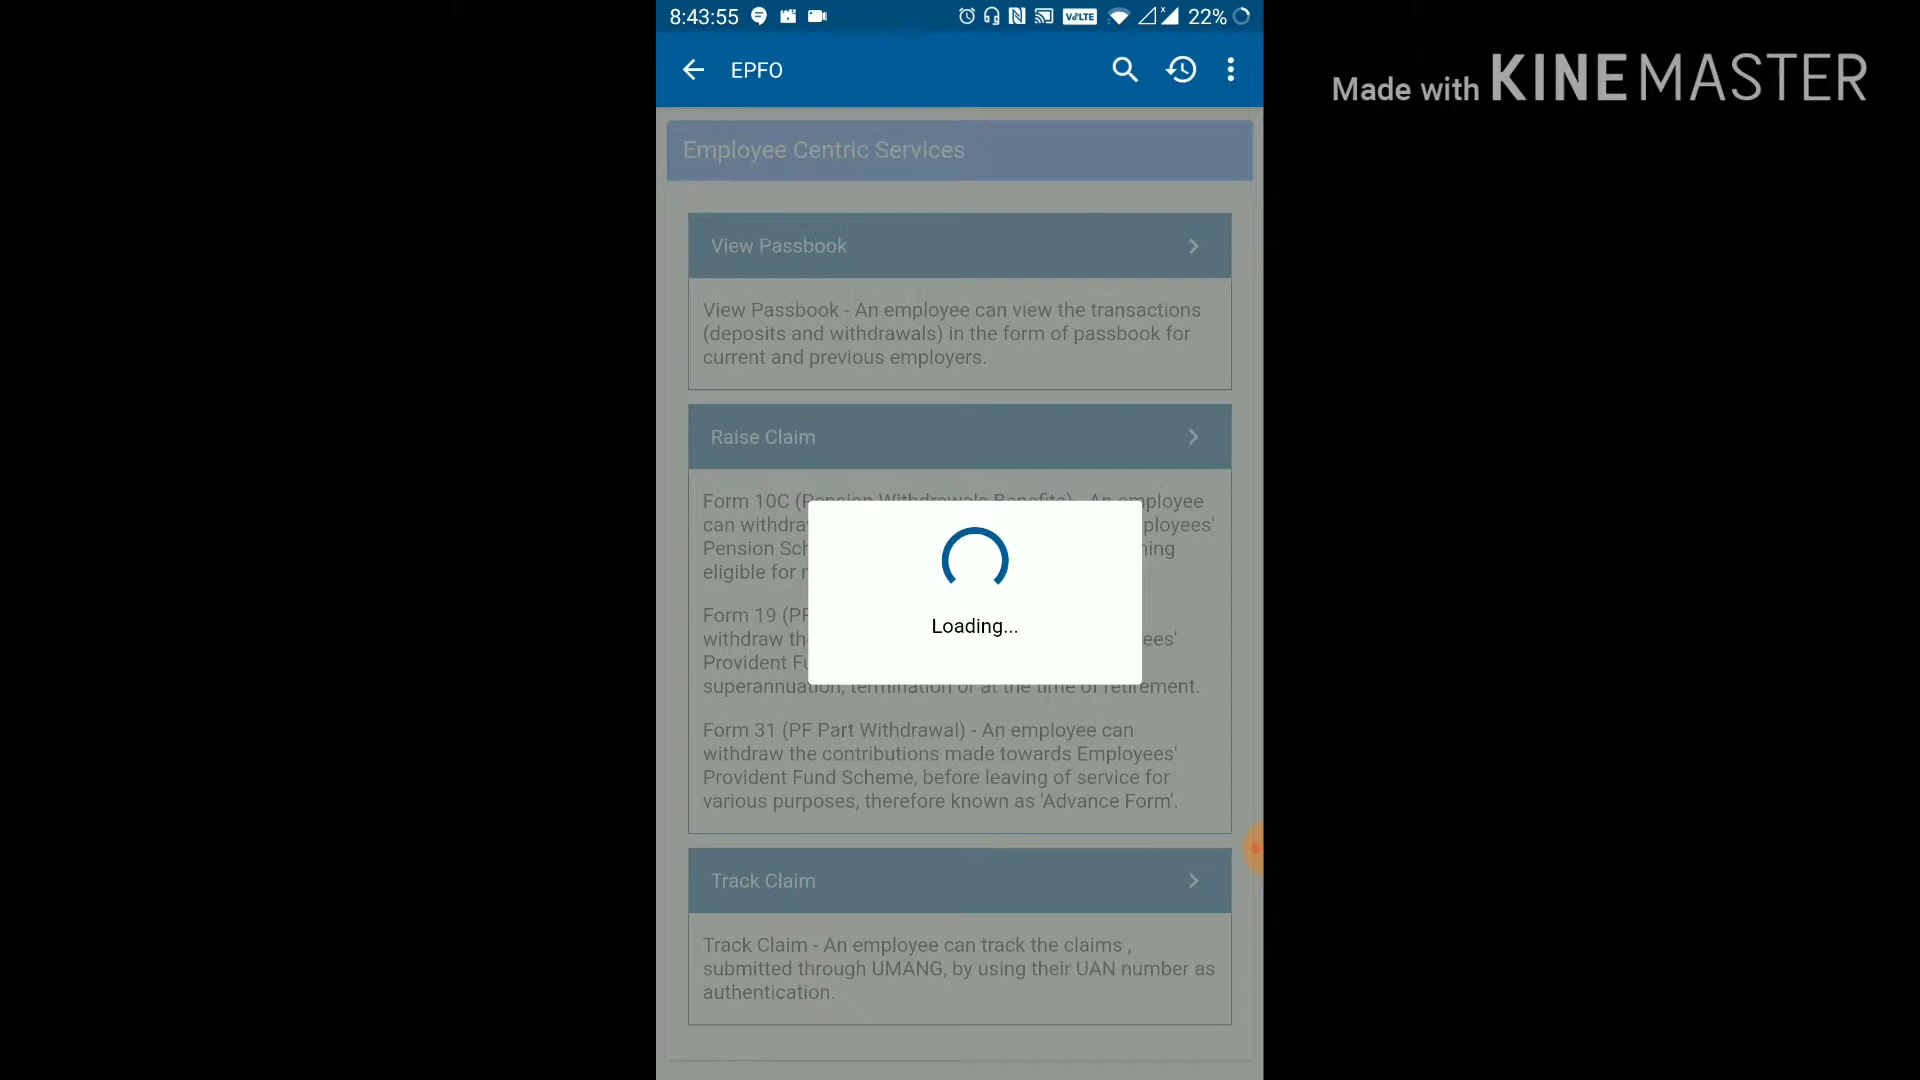 8:43:55 VoLTE 22%
EPFO
Made with KINEMASTER
Employee Centric Services
View Passbook
View Passbook - An employee can view the transactions
(deposits and withdrawals) in the form of passbook for
current and previous employers.
Raise Claim
Form 10C (Pension Withdrawals Benefits) - An employee
can withdra ployees'
Pension Sch ning
eligible for
Form 19 (PF
withdraw th ees'
Provident Fu
superannuation, termination or at the time of retirement.
Loading...
Form 31 (PF Part Withdrawal) - An employee can
withdraw the contributions made towards Employees'
Provident Fund Scheme, before leaving of service for
various purposes, therefore known as 'Advance Form'.
Track Claim
Track Claim - An employee can track the claims ,
submitted through UMANG, by using their UAN number as
authentication.